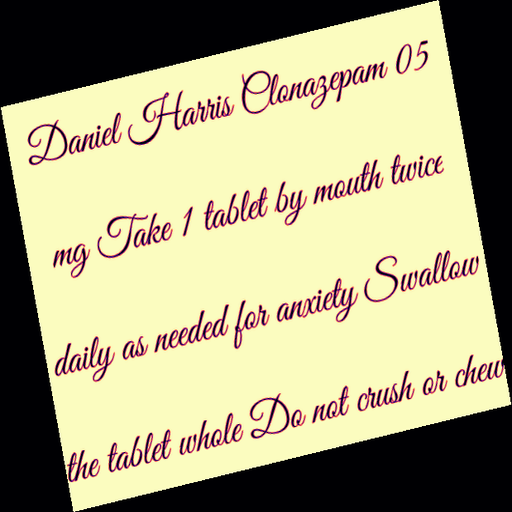 Daniel Harris Clonazepam 05
mg Take 1 tablet by mouth twice
daily as needed for anxiety Swallow
the tablet whole Do not crush or chew